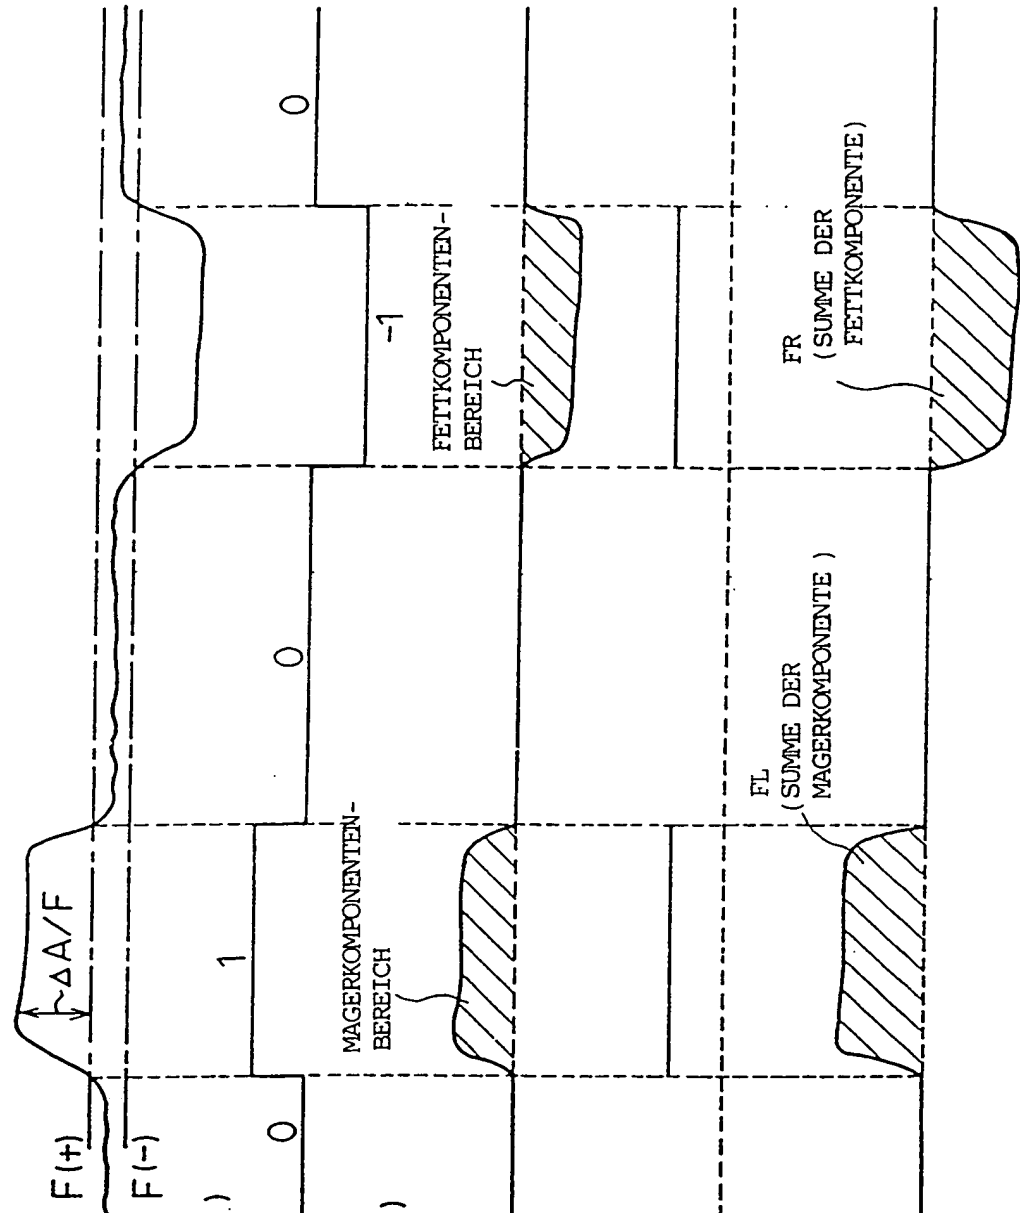 F(+)
F(-)
ΔA/F
)
0
1
0
-1
0
)
MAGERKOMPONENTEN-
BEREICH
FETTKOMPONENTEN-
BEREICH
FL
(SUMME DER
MAGERKOMPONENTE)
FR
(SUMME DER
FETTKOMPONENTE)